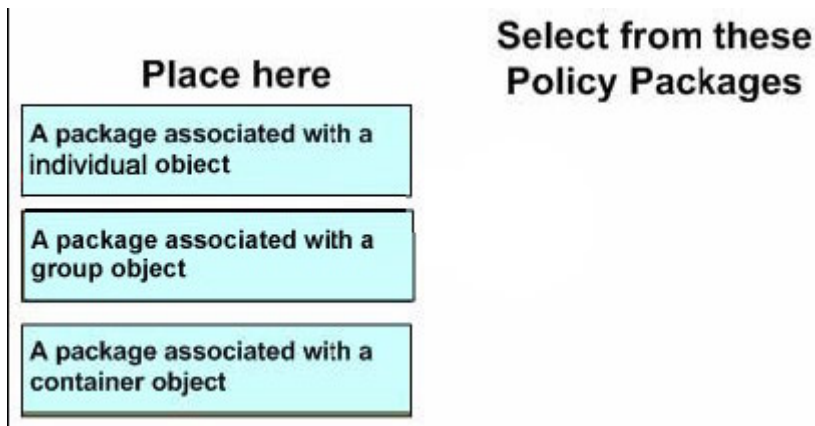 Place here
Select from these
Policy Packages
A package associated with a
individual object
A package associated with a
group object
A package associated with a
container object